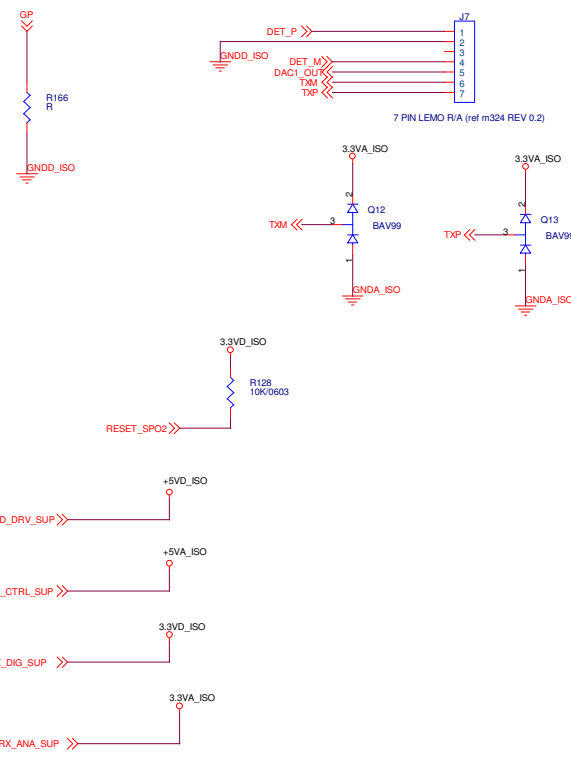 GP
R166
R
GNDD_ISO
J7
DET_P
GNDD_ISO
DET_M
DAC1_OUT
TXM
TXP
1
2
3
4
5
6
7
7 PIN LEMO R/A (ref m324 REV 0.2)
3.3VA_ISO
2
Q12
TXM
3
BAV99
1
GNDA_ISO
3.3VA_ISO
2
Q13
TXP
3
BAV99
1
GNDA_ISO
3.3VD_ISO
R128
10K/0603
RESET_SPO2
+5VD_ISO
D_DRV_SUP
+5VA_ISO
_CTRL_SUP
3.3VD_ISO
_DIG_SUP
3.3VA_ISO
RX_ANA_SUP